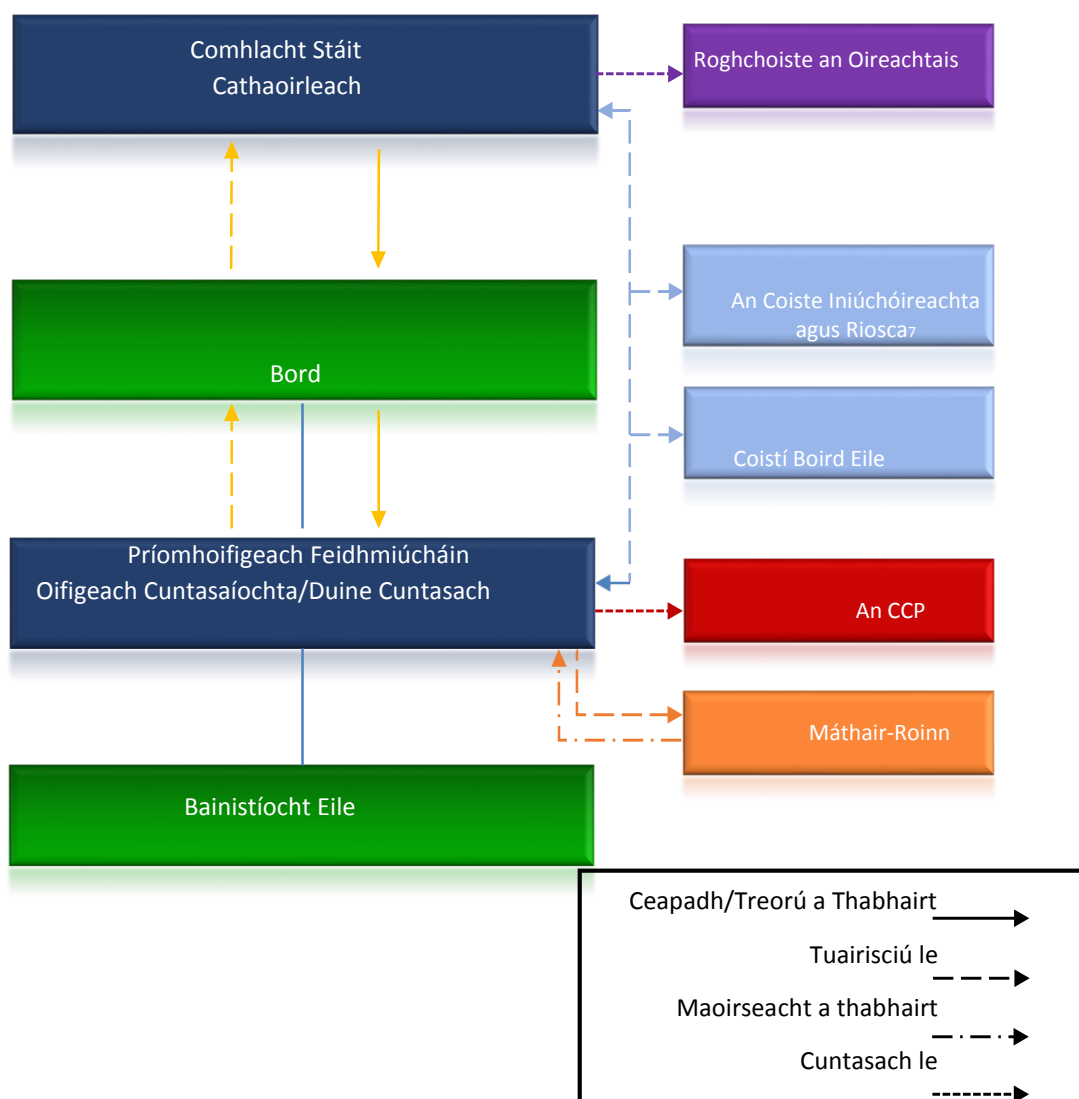 Comhlacht Stáit
Cathaoirleach
Roghchoiste an Oireachtais
An Coiste Iniúchóireachta
agus Riosca7
Bord
Coistí Boird Eile
Príomhoifigeach Feidhmiúcháin
Oifigeach Cuntasaíochta/Duine Cuntasach
An CCP
Máthair-Roinn
Bainistíocht Eile
Ceapadh/Treorú a Thabhairt
Tuairisciú le
Maoirseacht a thabhairt
Cuntasach le